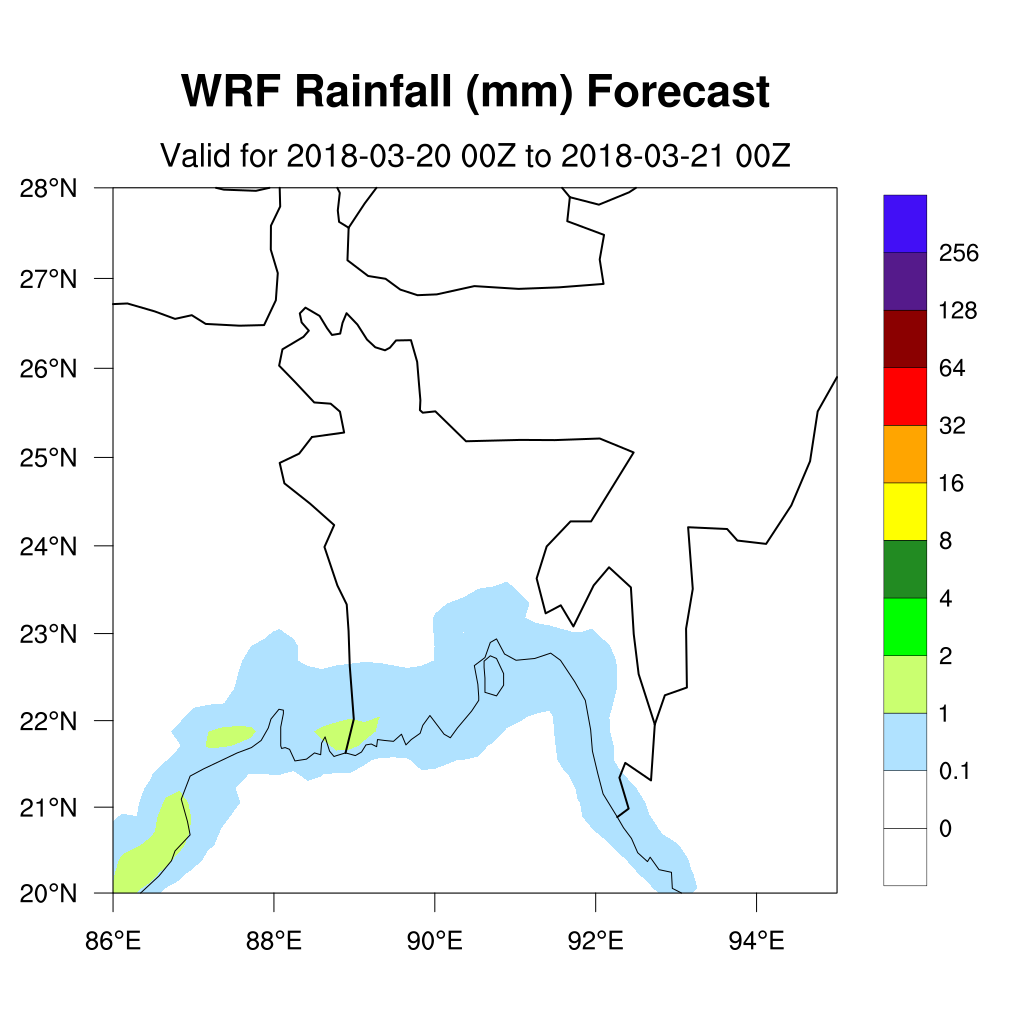 WRF Rainfall (mm) Forecast
Valid for 2018-03-20 00Z to 2018-03-21 00Z
28°N
27°N
26°N
25°N
24°N
23°N
22°N
21°N
20°N
86°E 88°E 90°E 92°E 94°E
256
128
64
32
16
8
4
2
1
0.1
0